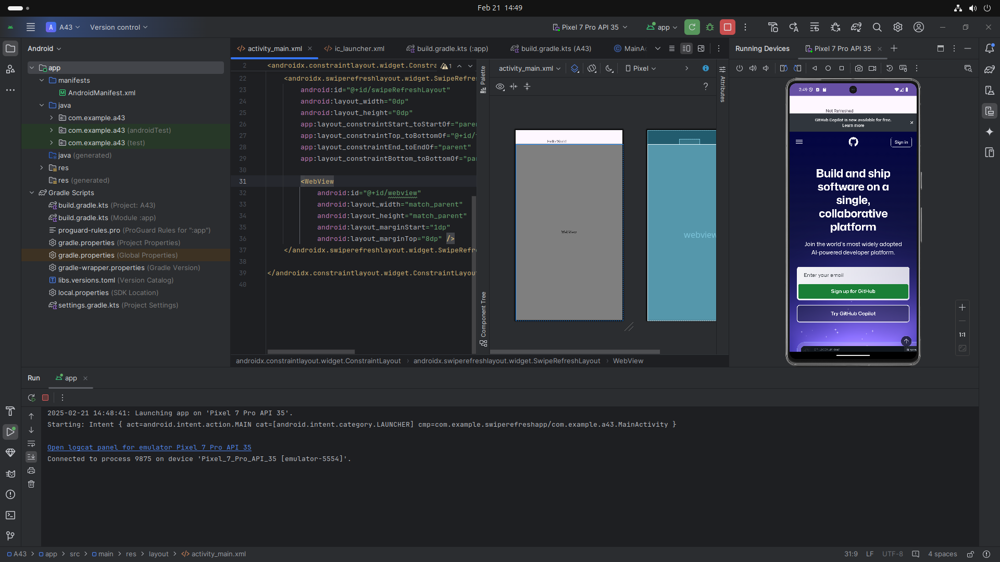 Feb 21 14:49
A A43 Version control
Pixel 7 Pro API 35
app
Android
app
manifests
AndroidManifest.xml
java
com.example.a43
com.example.a43 (androidTest)
com.example.a43 (test)
java (generated)
res
res (generated)
Gradle Scripts
build.gradle.kts (Project: A43)
build.gradle.kts (Module :app)
proguard-rules.pro (ProGuard Rules for ":app")
gradle.properties (Project Properties)
gradle.properties (Global Properties)
gradle-wrapper.properties (Gradle Version)
libs.versions.toml (Version Catalog)
local.properties (SDK Location)
settings.gradle.kts (Project Settings)
activity_main.xml
ic_launcher.xml
build.gradle.kts (:app)
build.gradle.kts (A43)
MainAc
2 <androidx.constraintlayout.widget.Constra 1
22 <androidx.swiperefreshlayout.widget.SwipeRefres
23 android:id="@+id/swipeRefreshLayout"
24 android:layout_width="0dp"
25 android:layout_height="0dp"
26 app:layout_constraintStart_toStartOf="paren
27 app:layout_constraintTop_toBottomOf="@+id/
28 app:layout_constraintEnd_toEndOf="parent"
29 app:layout_constraintBottom_toBottomOf="par
30
31 <WebView
32 android:id="@+id/webview"
33 android:layout_width="match_parent"
34 android:layout_height="match_parent"
35 android:layout_marginStart="1dp"
36 android:layout_marginTop="8dp" />
37 </androidx.swiperefreshlayout.widget.SwipeRefr
38
39 </androidx.constraintlayout.widget.ConstraintLayou
40
androidx.constraintlayout.widget.ConstraintLayout
androidx.swiperefreshlayout.widget.SwipeRefreshLayout
WebView
Palette
Component Tree
activity_main.xml
Pixel
?
Attributes
Hello World
WebView
webview
Running Devices
Pixel 7 Pro API 35
2:49
Not Refreshed
GitHub Copilot is now available for free.
Learn more
Sign in
Build and ship
software on a
single,
collaborative
platform
Join the world's most widely adopted
AI-powered developer platform.
Enter your email
Sign up for GitHub
Try GitHub Copilot
GITHUB COPILOT CHAT
1:1
Run
app
2025-02-21 14:48:41: Launching app on 'Pixel 7 Pro API 35'.
Starting: Intent { act=android.intent.action.MAIN cat=[android.intent.category.LAUNCHER] cmp=com.example.swiperefreshapp/com.example.a43.MainActivity }
Open logcat panel for emulator Pixel 7 Pro API 35
Connected to process 9875 on device 'Pixel_7_Pro_API_35 [emulator-5554]'.
A43 > app > src > main > res > layout > activity_main.xml
31:9 LF UTF-8 4 spaces